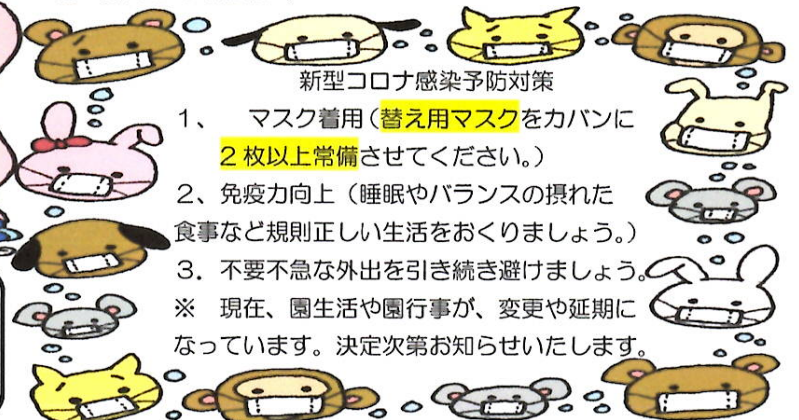 新型コロナ感染予防対策
１、　マスク着用（替え用マスクをカバンに
２枚以上常備させてください。）
２、免疫力向上（睡眠やバランスの摂れた
食事など規則正しい生活をおくりましょう。）
３．不要不急な外出を引き続き避けましょう。
※　現在、園生活や園行事が、変更や延期に
なっています。決定次第お知らせいたします。